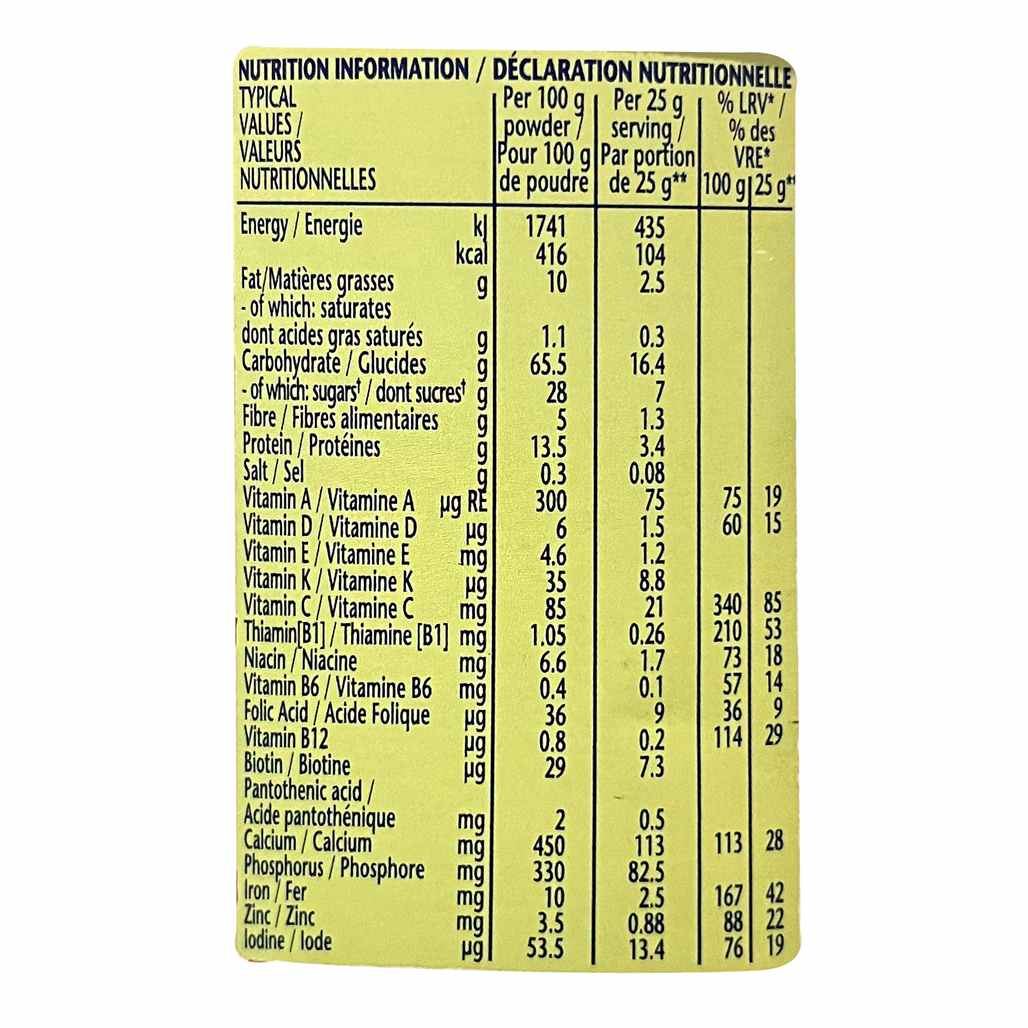 NUTRITION INFORMATION / DÉCLARATION NUTRITIONNELLE
TYPICAL VALUES / VALEURS NUTRITIONNELLES Per 100 g powder / Pour 100 g de poudre Per 25 g serving / Par portion de 25 g** % LRV* / % des VRE* 100 g 25 g**
Energy / Energie kJ 1741 435
kcal 416 104
Fat/Matières grasses g 10 2.5
- of which: saturates
dont acides gras saturés g 1.1 0.3
Carbohydrate / Glucides g 65.5 16.4
- of which: sugars† / dont sucres† g 28 7
Fibre / Fibres alimentaires g 5 1.3
Protein / Protéines g 13.5 3.4
Salt / Sel g 0.3 0.08
Vitamin A / Vitamine A µg RE 300 75 75 19
Vitamin D / Vitamine D µg 6 1.5 60 15
Vitamin E / Vitamine E mg 4.6 1.2
Vitamin K / Vitamine K µg 35 8.8
Vitamin C / Vitamine C mg 85 21 340 85
Thiamin[B1] / Thiamine [B1] mg 1.05 0.26 210 53
Niacin / Niacine mg 6.6 1.7 73 18
Vitamin B6 / Vitamine B6 mg 0.4 0.1 57 14
Folic Acid / Acide Folique µg 36 9 36 9
Vitamin B12 µg 0.8 0.2 114 29
Biotin / Biotine µg 29 7.3
Pantothenic acid /
Acide pantothénique mg 2 0.5
Calcium / Calcium mg 450 113 113 28
Phosphorus / Phosphore mg 330 82.5
Iron / Fer mg 10 2.5 167 42
Zinc / Zinc mg 3.5 0.88 88 22
Iodine / Iode µg 53.5 13.4 76 19